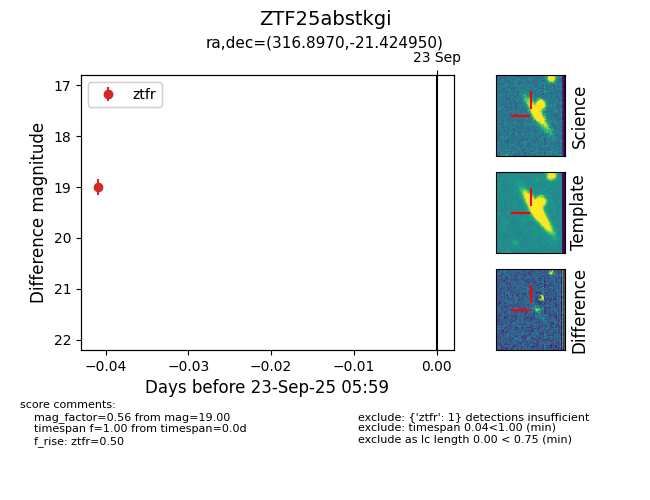 ZTF25abstkgi
ra,dec=(316.8970,-21.424950)
23 Sep
ztfr
17
18
19
20
21
22
Difference magnitude
−0.04
−0.03
−0.02
−0.01
0.00
Days before 23-Sep-25 05:59
Science
Template
Difference
score comments:
mag_factor=0.56 from mag=19.00
timespan f=1.00 from timespan=0.0d
f_rise: ztfr=0.50
exclude: {'ztfr': 1} detections insufficient
exclude: timespan 0.04<1.00 (min)
exclude as lc length 0.00 < 0.75 (min)